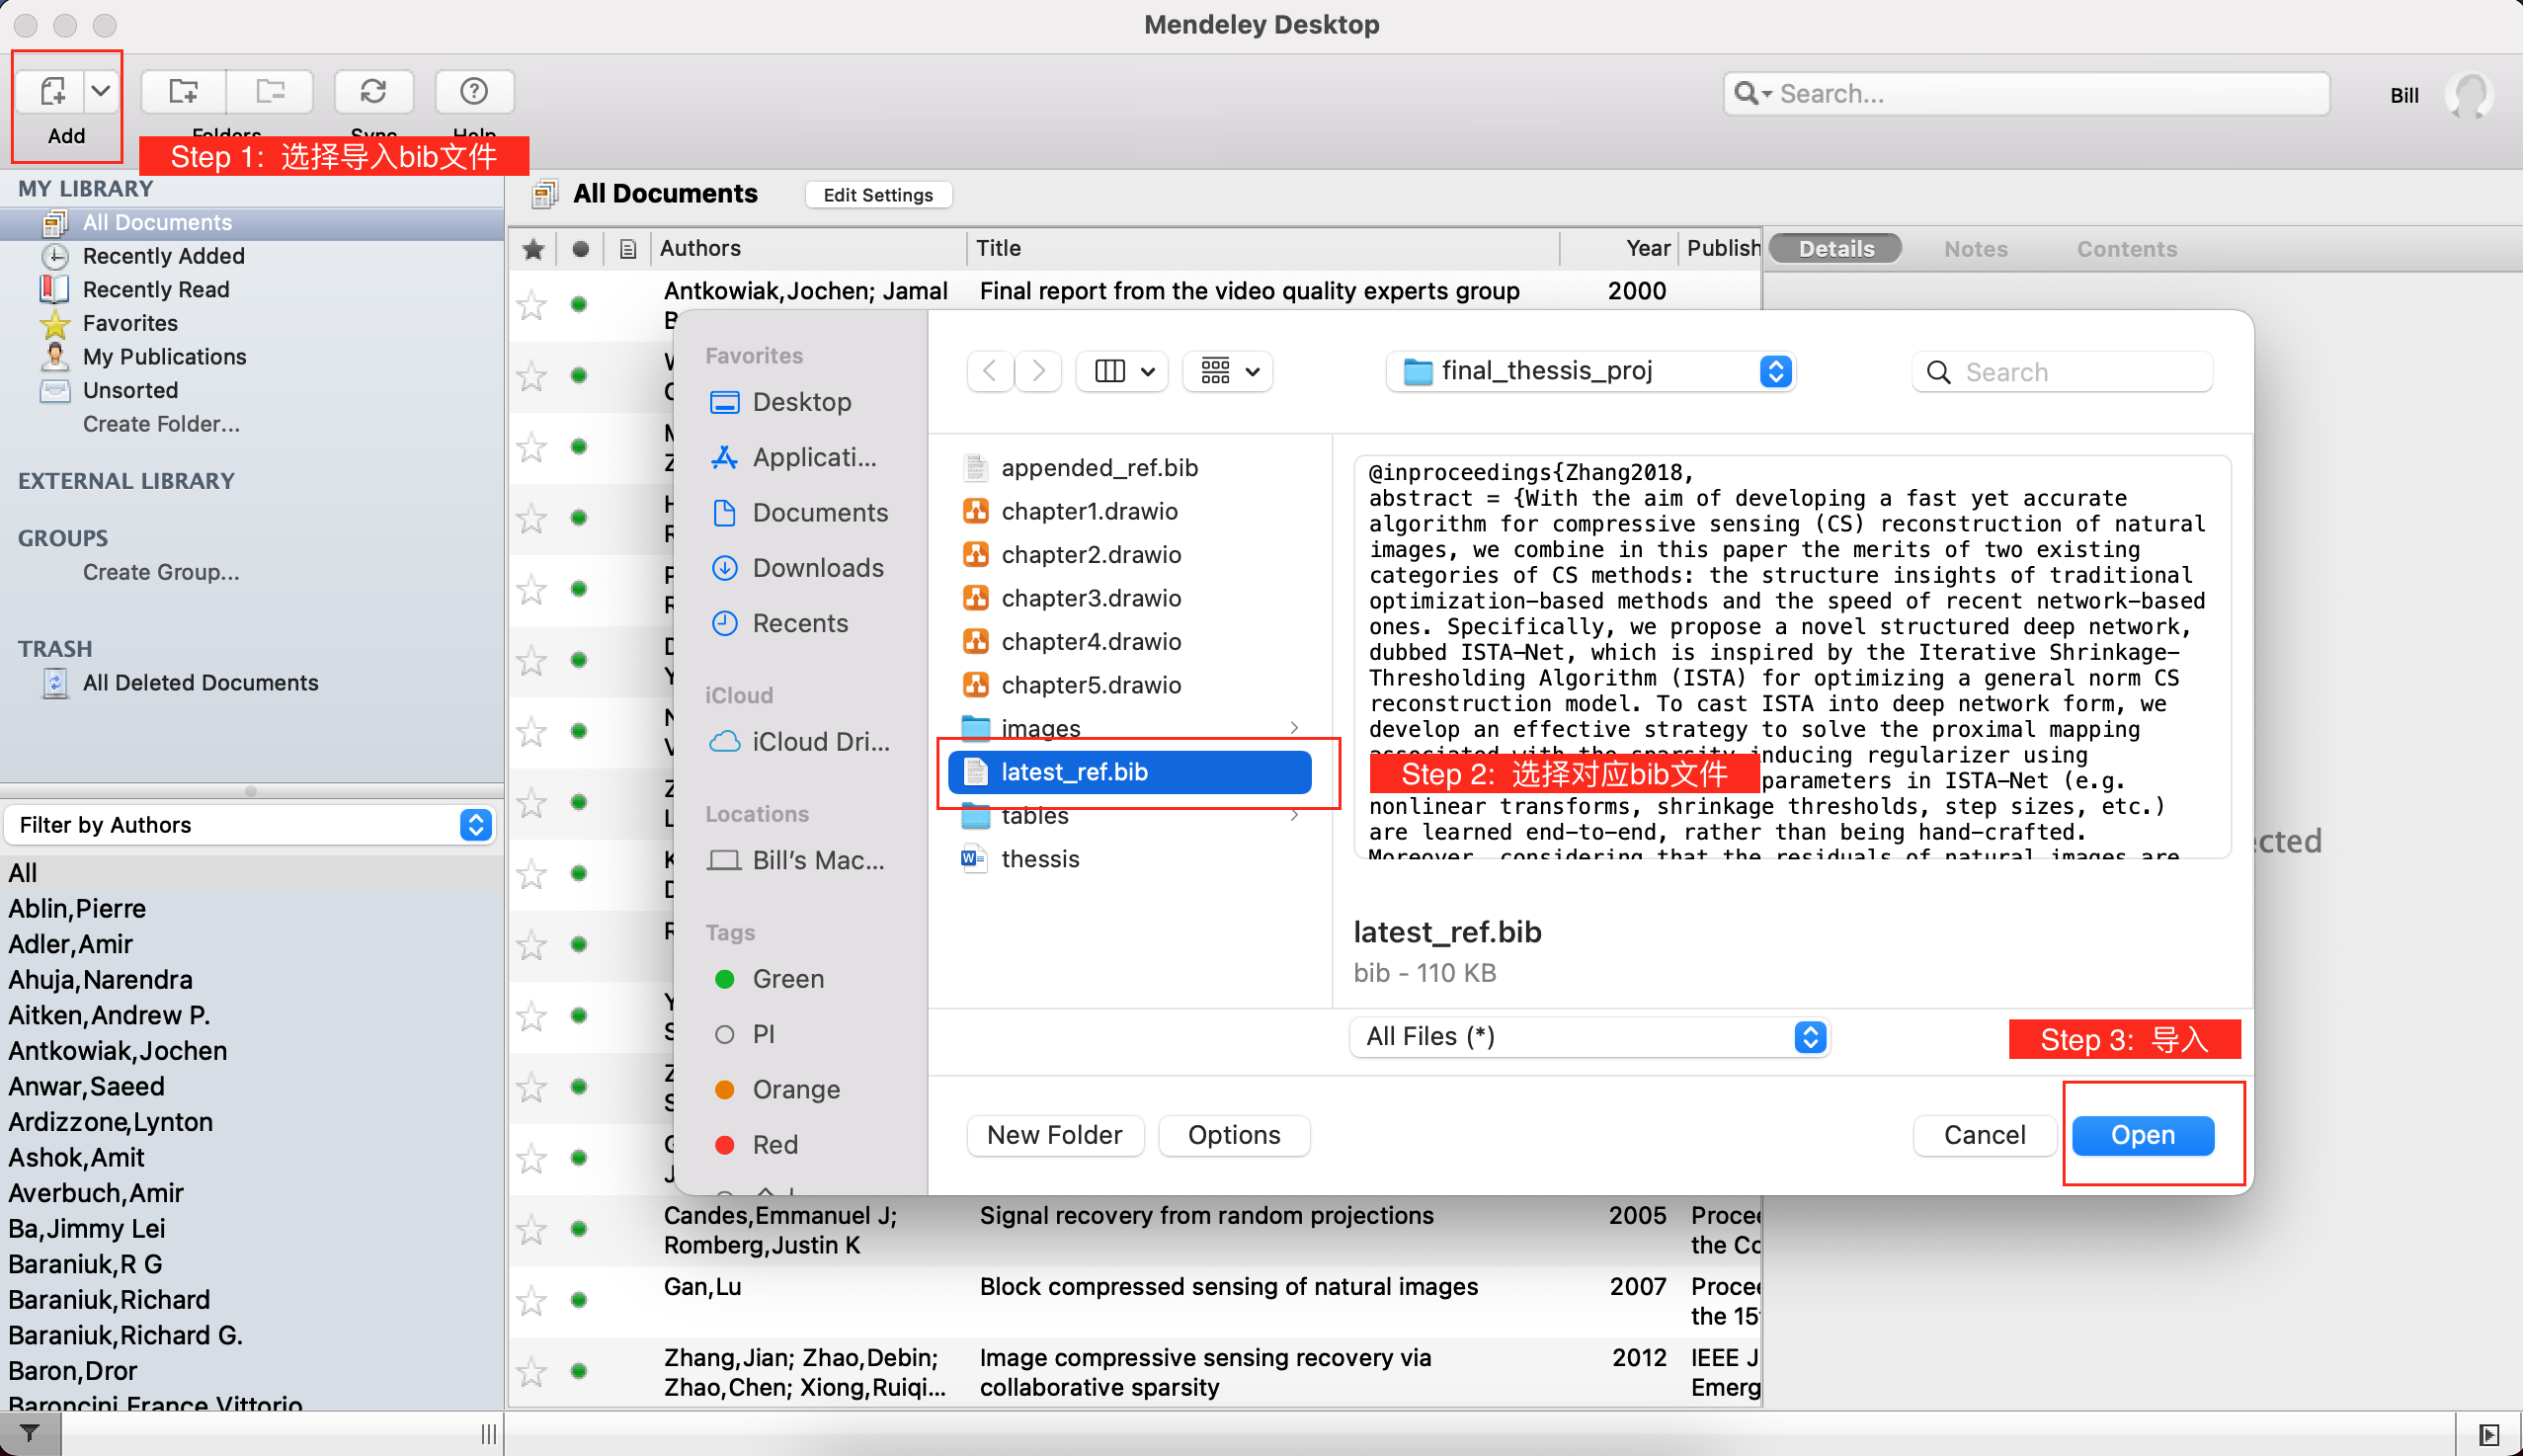 Mendeley Desktop
Add
Folders
Sync
Help
Search...
Bill
Step 1: 选择导入bib文件
MY LIBRARY
All Documents
Recently Added
Recently Read
Favorites
My Publications
Unsorted
Create Folder...
EXTERNAL LIBRARY
GROUPS
Create Group...
TRASH
All Deleted Documents
Filter by Authors
All
Ablin,Pierre
Adler,Amir
Ahuja,Narendra
Aitken,Andrew P.
Antkowiak,Jochen
Anwar,Saeed
Ardizzone,Lynton
Ashok,Amit
Averbuch,Amir
Ba,Jimmy Lei
Baraniuk,R G
Baraniuk,Richard
Baraniuk,Richard G.
Baron,Dror
Baroncini,France Vittorio
All Documents
Edit Settings
Authors Title Year Publish
Details Notes Contents
Antkowiak,Jochen; Jamal Final report from the video quality experts group 2000
Favorites
Desktop
Applicati...
Documents
Downloads
Recents
iCloud
iCloud Dri...
Locations
Bill's Mac...
Tags
Green
PI
Orange
Red
final_thessis_proj
Search
appended_ref.bib
chapter1.drawio
chapter2.drawio
chapter3.drawio
chapter4.drawio
chapter5.drawio
images
latest_ref.bib
tables
thessis
@inproceedings{Zhang2018,
abstract = {With the aim of developing a fast yet accurate
algorithm for compressive sensing (CS) reconstruction of natural
images, we combine in this paper the merits of two existing
categories of CS methods: the structure insights of traditional
optimization-based methods and the speed of recent network-based
ones. Specifically, we propose a novel structured deep network,
dubbed ISTA-Net, which is inspired by the Iterative Shrinkage-
Thresholding Algorithm (ISTA) for optimizing a general norm CS
reconstruction model. To cast ISTA into deep network form, we
develop an effective strategy to solve the proximal mapping
associated with the sparsity-inducing regularizer using
Step 2: 选择对应bib文件
parameters in ISTA-Net (e.g.
nonlinear transforms, shrinkage thresholds, step sizes, etc.)
are learned end-to-end, rather than being hand-crafted.
Moreover, considering that the residuals of natural images are
ected
latest_ref.bib
bib - 110 KB
All Files (*)
Step 3: 导入
New Folder
Options
Cancel
Open
Candes,Emmanuel J; Signal recovery from random projections 2005 Procee
Romberg,Justin K the Co
Gan,Lu Block compressed sensing of natural images 2007 Procee
the 15
Zhang,Jian; Zhao,Debin; Image compressive sensing recovery via 2012 IEEE J
Zhao,Chen; Xiong,Ruiqi... collaborative sparsity Emerg